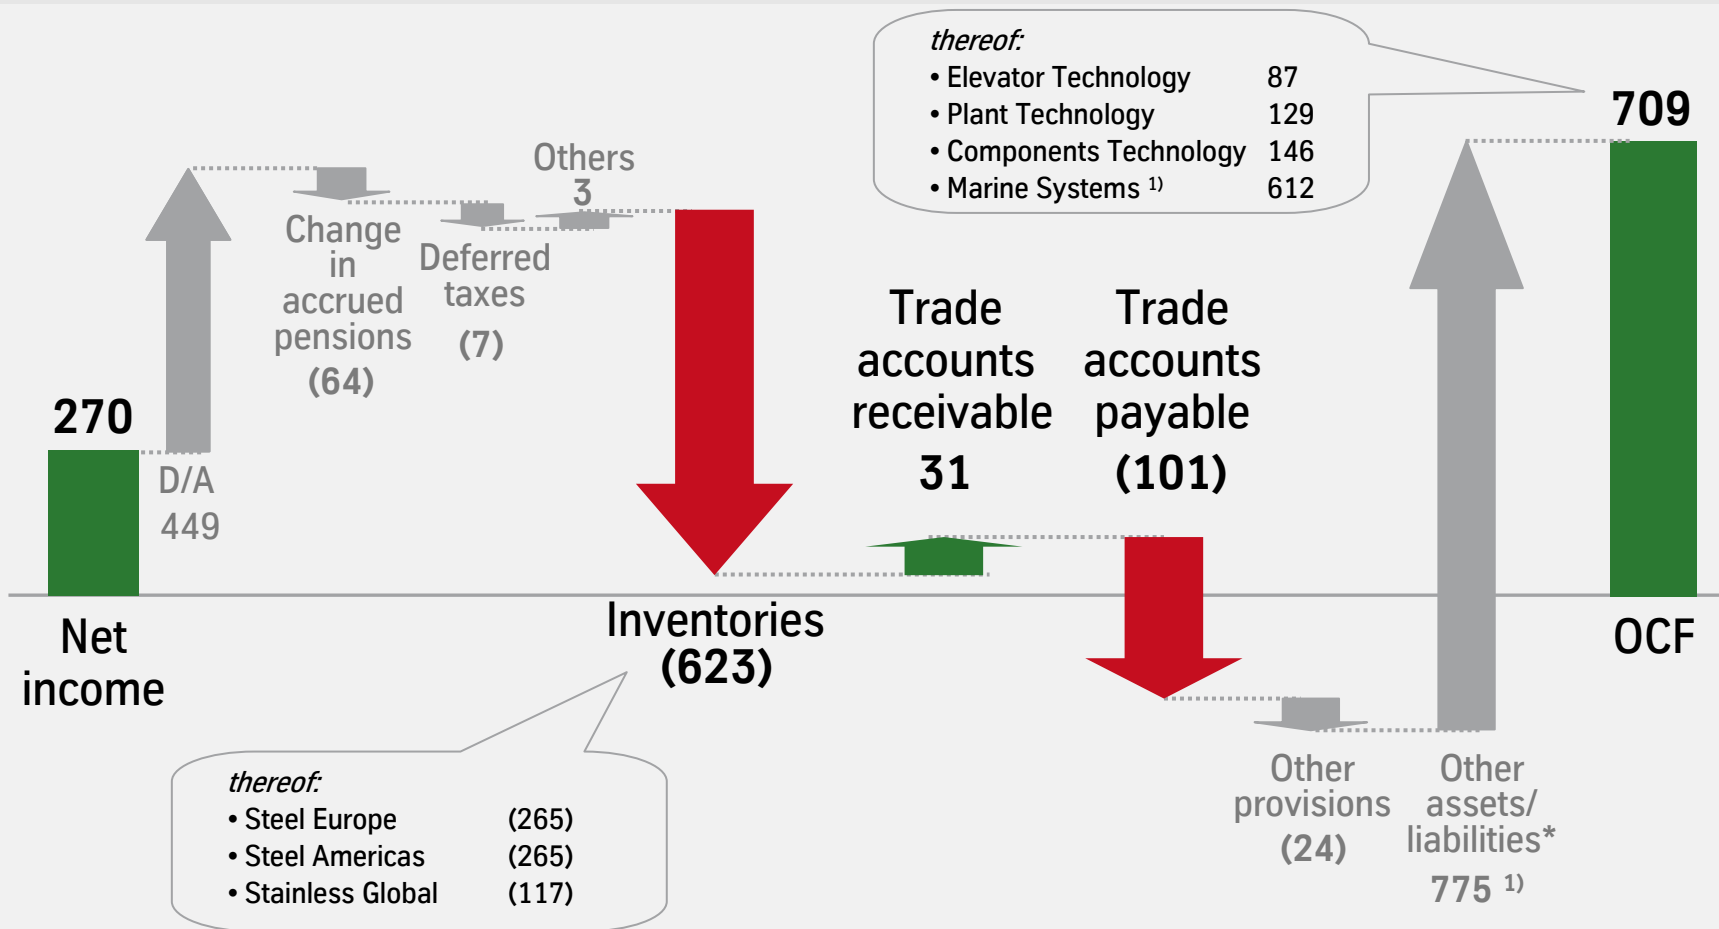 thereof:
• Elevator Technology 87
• Plant Technology 129
• Components Technology 146
• Marine Systems 1) 612
709
Others
3
Change
in
accrued
pensions
(64)
Deferred
taxes
(7)
270
D/A
449
Trade
accounts
receivable
31
Trade
accounts
payable
(101)
Net
income
Inventories
(623)
OCF
thereof:
• Steel Europe (265)
• Steel Americas (265)
• Stainless Global (117)
Other
provisions
(24)
Other
assets/
liabilities*
775 1)